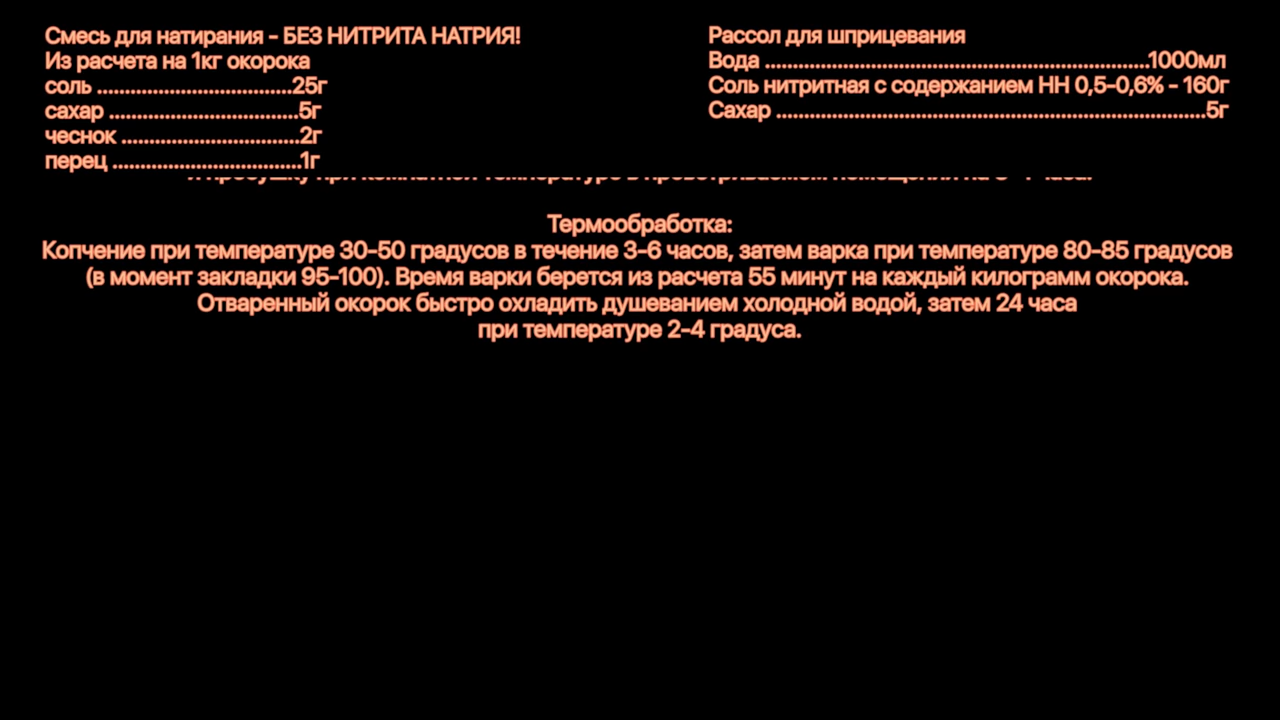 Смесь для натирания - БЕЗ НИТРИТА НАТРИЯ!
Из расчета на 1кг окорока
соль ...................................25г
сахар ..................................5г
чеснок ................................2г
перец ..................................1г
Рассол для шприцевания
Вода .....................................................................1000мл
Соль нитритная с содержанием НН 0,5-0,6% - 160г
Сахар .............................................................................5г
Термообработка:
Копчение при температуре 30-50 градусов в течение 3-6 часов, затем варка при температуре 80-85 градусов
(в момент закладки 95-100). Время варки берется из расчета 55 минут на каждый килограмм окорока.
Отваренный окорок быстро охладить душеванием холодной водой, затем 24 часа
при температуре 2-4 градуса.